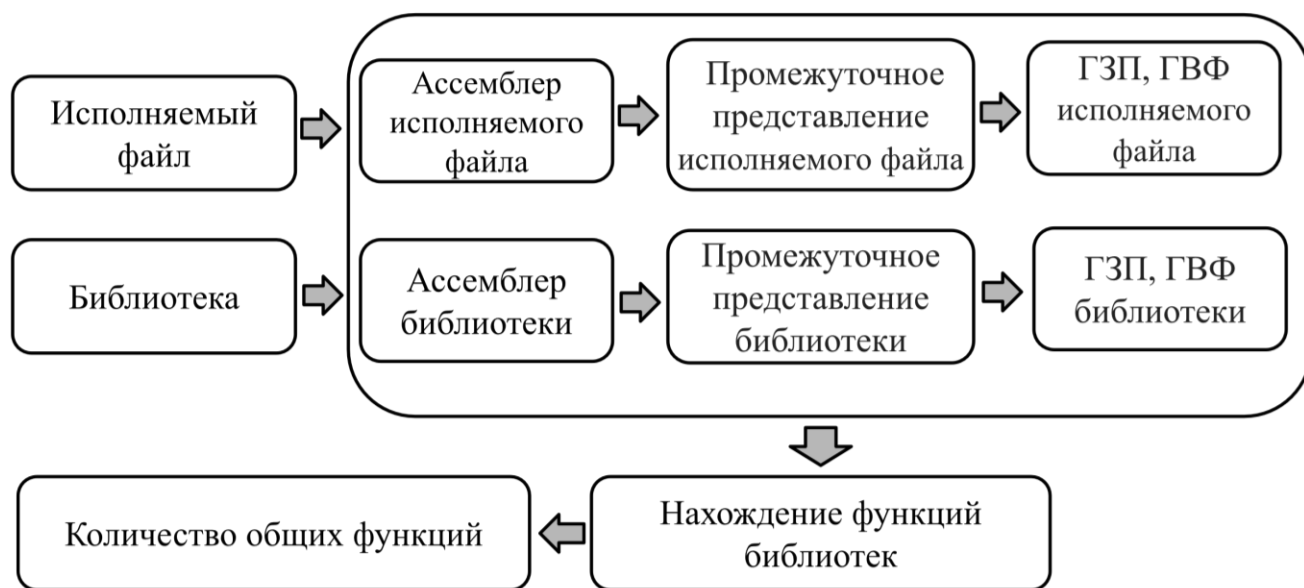 Исполняемый
файл
Ассемблер
исполняемого
файла
Промежуточное
представление
исполняемого файла
ГЗП, ГВФ
исполняемого
файла
Библиотека
Ассемблер
библиотеки
Промежуточное
представление
библиотеки
ГЗП, ГВФ
библиотеки
Количество общих функций
Нахождение функций
библиотек